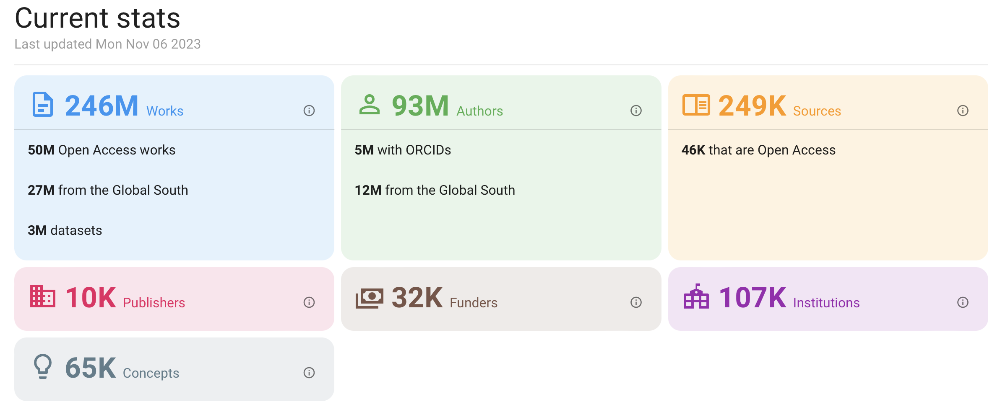 Current stats
Last updated Mon Nov 06 2023
246M Works
50M Open Access works
27M from the Global South
3M datasets
93M Authors
5M with ORCIDs
12M from the Global South
249K Sources
46K that are Open Access
10K Publishers
32K Funders
107K Institutions
65K Concepts